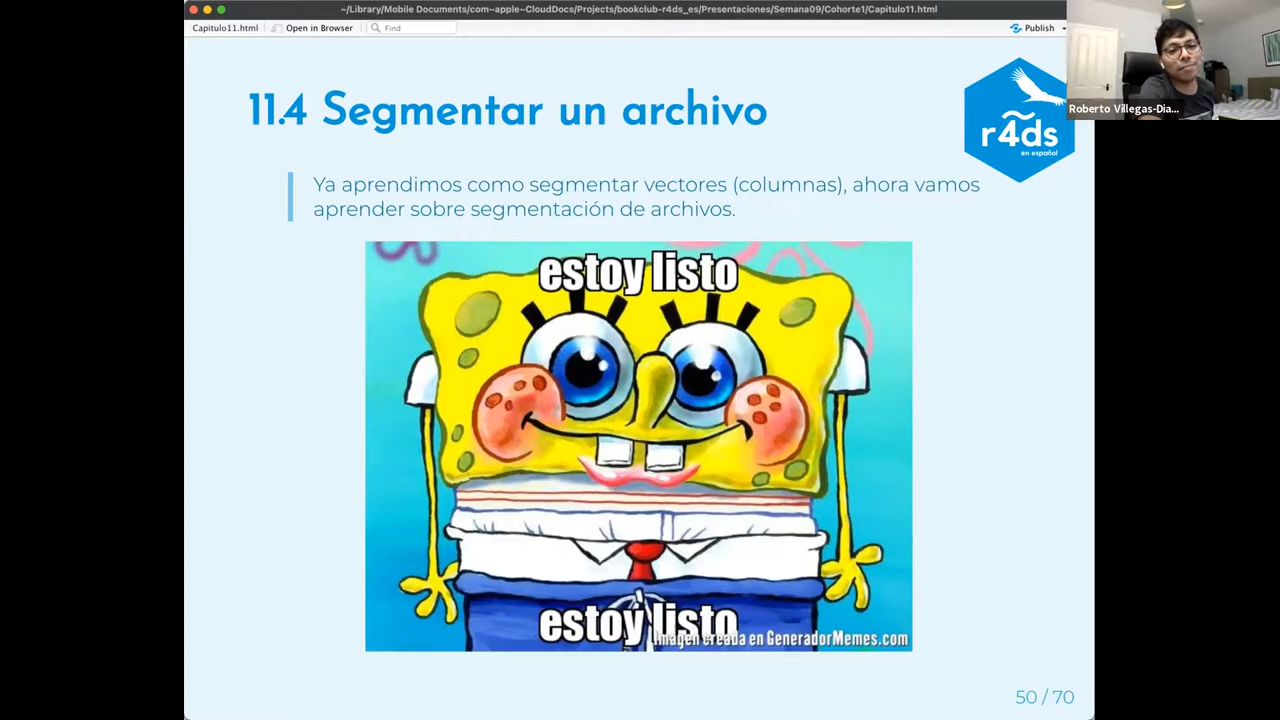 ~/Library/Mobile Documents/com~apple~CloudDocs/Projects/bookclub-r4ds_es/Presentaciones/Semana09/Cohorte1/Capitulo11.html
Capitulo11.html
Open in Browser
Find
Publish
Roberto Villegas-Dia...
11.4 Segmentar un archivo
r4ds
en español
Ya aprendimos como segmentar vectores (columnas), ahora vamos
aprender sobre segmentación de archivos.
estoy listo
estoy listo
Imagen creada en GeneradorMemes.com
50 / 70